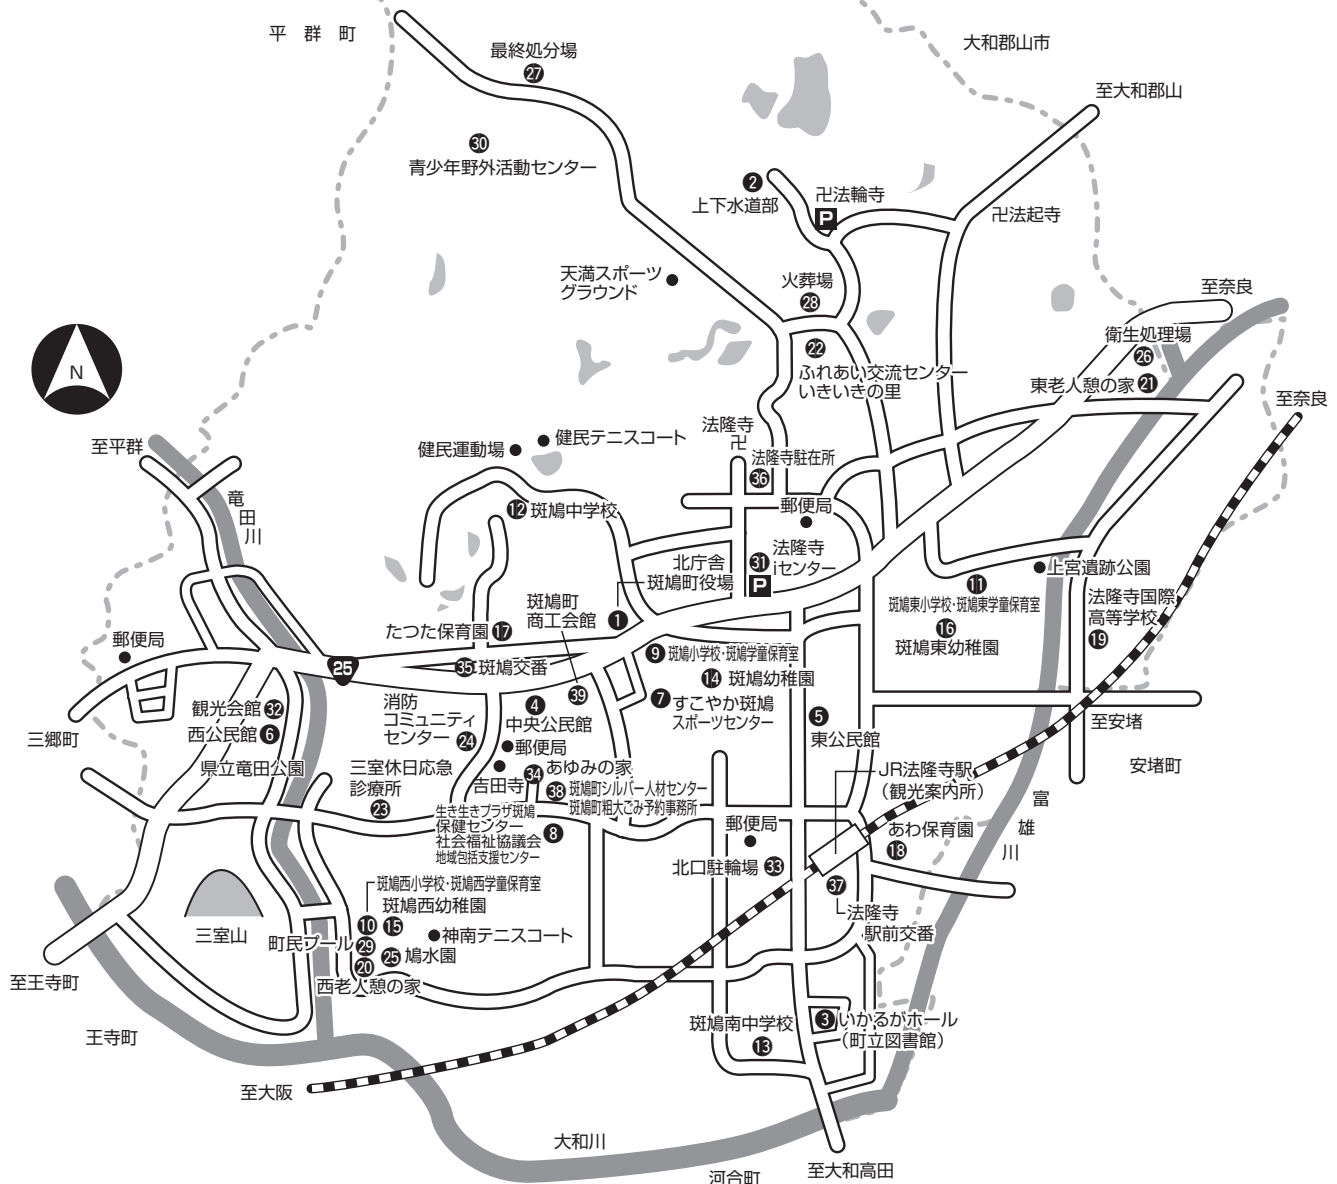 平群町
最終処分場
㉗
大和郡山市
至大和郡山
㉚
青少年野外活動センター
❷
上下水道部
卍法輪寺
P
卍法起寺
天満スポーツ
グラウンド
火葬場
㉘
至奈良
衛生処理場
㉖
㉒
ふれあい交流センター
いきいきの里
東老人憩の家㉑
至奈良
N
至平群
竜田川
健民運動場
健民テニスコート
法隆寺
卍
法隆寺駐在所
㊱
郵便局
⓬斑鳩中学校
北庁舎
斑鳩町役場
❶
㉛法隆寺
iセンター
P
上宮遺跡公園
⓫
斑鳩東小学校・斑鳩東学童保育室
⓰
斑鳩東幼稚園
法隆寺国際
高等学校
⓳
斑鳩町
商工会館
たつた保育園⓱
郵便局
25
㉟斑鳩交番
❾斑鳩小学校・斑鳩学童保育室
⓮斑鳩幼稚園
❼すこやか斑鳩
スポーツセンター
観光会館㉜
西公民館❻
消防
コミュニティ
センター㉔
❹
中央公民館
㊴
郵便局
吉田寺
❺
東公民館
至安堵
三郷町
安堵町
県立竜田公園
三室休日応急
診療所
㉓
㉞あゆみの家
㊳斑鳩町シルバー人材センター
斑鳩町粗大ごみ予約事務所
生き生きプラザ斑鳩
保健センター
社会福祉協議会
地域包括支援センター
❽
JR法隆寺駅
(観光案内所)
富雄川
郵便局
あわ保育園
⓲
北口駐輪場㉝
㊲
法隆寺
駅前交番
三室山
斑鳩西小学校・斑鳩西学童保育室
斑鳩西幼稚園
❿⓯
町民プール㉙
神南テニスコート
㉕鳩水園
⓴
西老人憩の家
至王寺町
王寺町
斑鳩南中学校
⓭
❸いかるがホール
(町立図書館)
至大阪
大和川
河合町
至大和高田